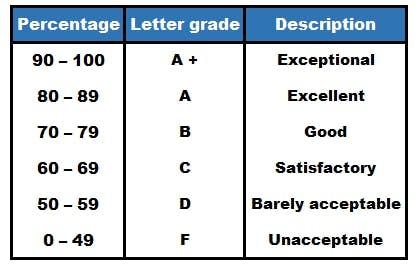 Percentage Letter grade Description
90 – 100 A + Exceptional
80 – 89 A Excellent
70 – 79 B Good
60 – 69 C Satisfactory
50 – 59 D Barely acceptable
0 – 49 F Unacceptable